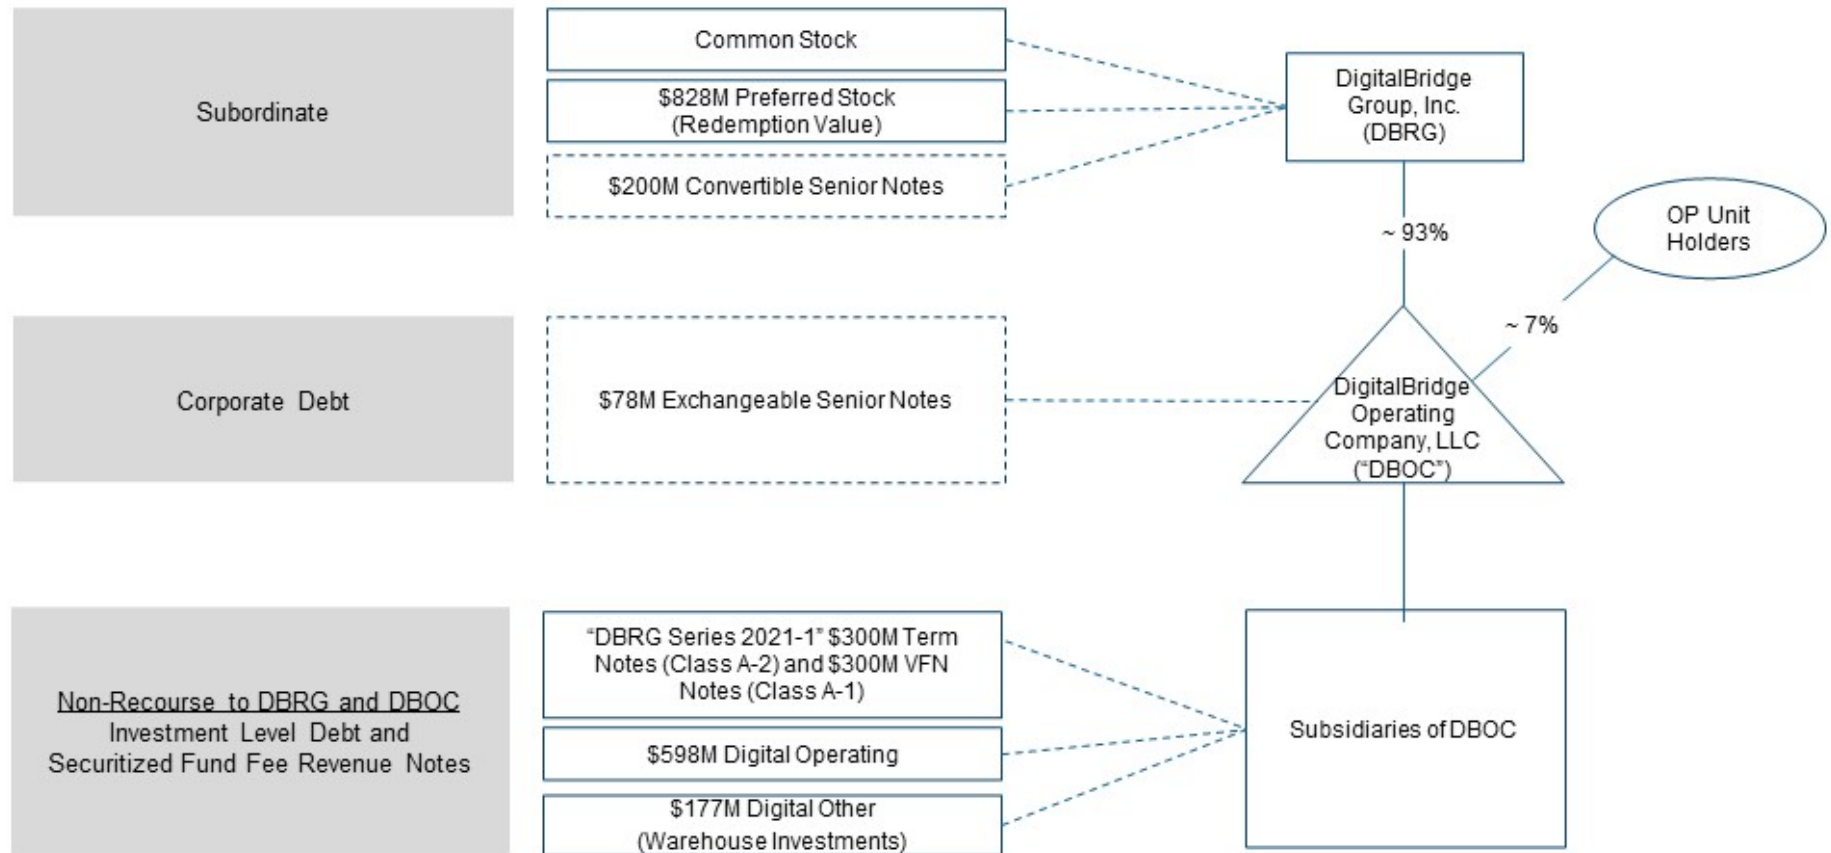 Subordinate
Common Stock
$828M Preferred Stock
(Redemption Value)
$200M Convertible Senior Notes
DigitalBridge
Group, Inc.
(DBRG)
~ 93%
OP Unit
Holders
~ 7%
Corporate Debt
$78M Exchangeable Senior Notes
DigitalBridge
Operating
Company, LLC
(“DBOC”)
Non-Recourse to DBRG and DBOC
Investment Level Debt and
Securitized Fund Fee Revenue Notes
“DBRG Series 2021-1” $300M Term
Notes (Class A-2) and $300M VFN
Notes (Class A-1)
$598M Digital Operating
$177M Digital Other
(Warehouse Investments)
Subsidiaries of DBOC